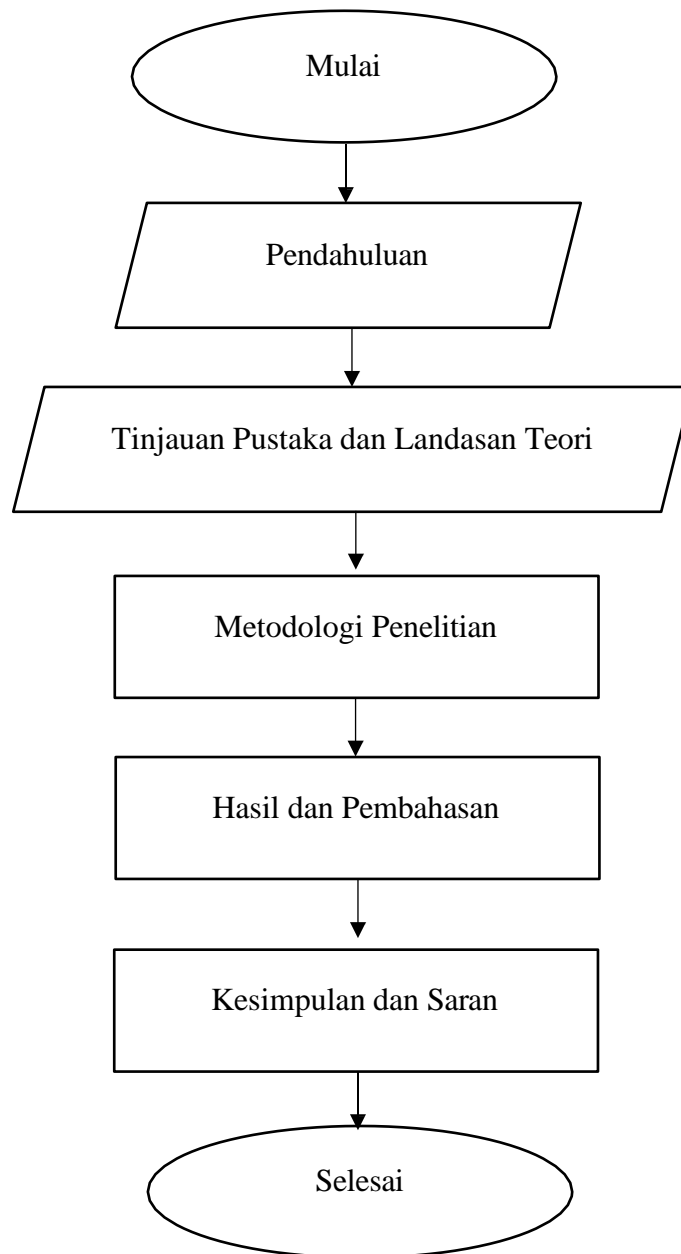 Mulai
Pendahuluan
Tinjauan Pustaka dan Landasan Teori
Metodologi Penelitian
Hasil dan Pembahasan
Kesimpulan dan Saran
Selesai